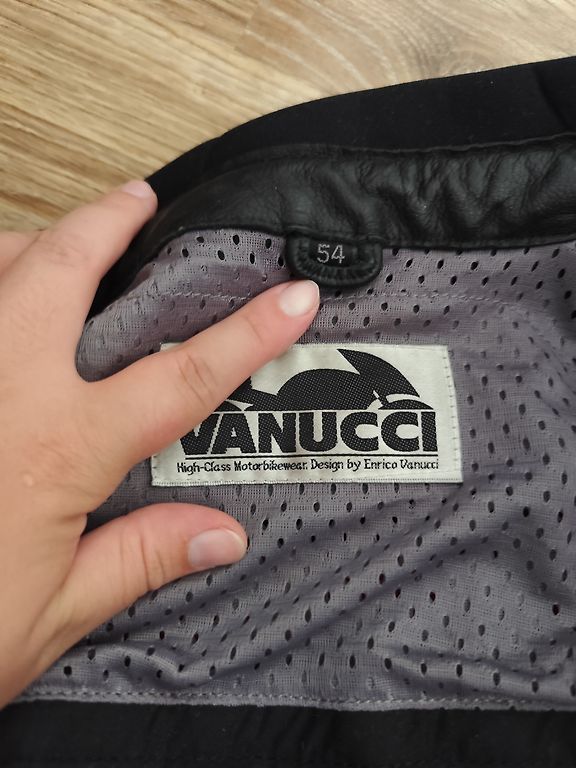 54
VANUCCI
High-Class Motorbikewear. Design by Enrico Vanucci